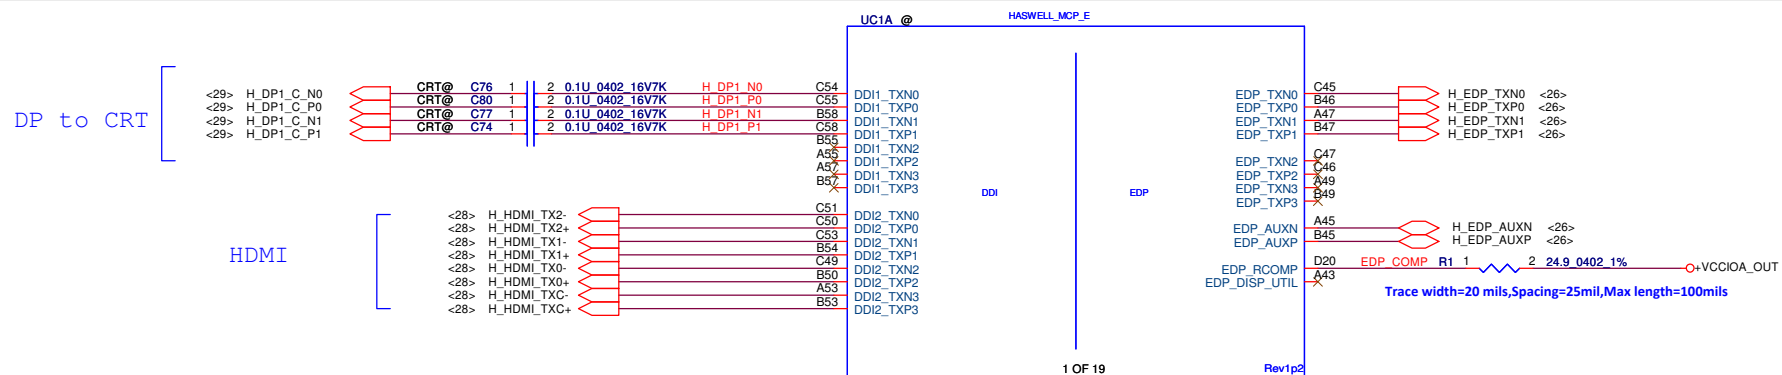 UC1A @ HASWELL_MCP_E
DP to CRT
<29> H_DP1_C_N0 CRT@ C76 1 2 0.1U_0402_16V7K H_DP1_N0 C54 DDI1_TXN0
<29> H_DP1_C_P0 CRT@ C80 1 2 0.1U_0402_16V7K H_DP1_P0 C55 DDI1_TXP0
<29> H_DP1_C_N1 CRT@ C77 1 2 0.1U_0402_16V7K H_DP1_N1 B58 DDI1_TXN1
<29> H_DP1_C_P1 CRT@ C74 1 2 0.1U_0402_16V7K H_DP1_P1 C58 DDI1_TXP1
B55 DDI1_TXN2
A55 DDI1_TXP2
A57 DDI1_TXN3
B57 DDI1_TXP3
HDMI
<28> H_HDMI_TX2- C51 DDI2_TXN0
<28> H_HDMI_TX2+ C50 DDI2_TXP0
<28> H_HDMI_TX1- C53 DDI2_TXN1
<28> H_HDMI_TX1+ B54 DDI2_TXP1
<28> H_HDMI_TX0- C49 DDI2_TXN2
<28> H_HDMI_TX0+ B50 DDI2_TXP2
<28> H_HDMI_TXC- A53 DDI2_TXN3
<28> H_HDMI_TXC+ B53 DDI2_TXP3
DDI EDP
EDP_TXN0 C45 H_EDP_TXN0 <26>
EDP_TXP0 B46 H_EDP_TXP0 <26>
EDP_TXN1 A47 H_EDP_TXN1 <26>
EDP_TXP1 B47 H_EDP_TXP1 <26>
EDP_TXN2 C47
EDP_TXP2 C46
EDP_TXN3 A49
EDP_TXP3 B49
EDP_AUXN A45 H_EDP_AUXN <26>
EDP_AUXP B45 H_EDP_AUXP <26>
EDP_RCOMP D20 EDP_COMP R1 1 2 24.9_0402_1% +VCCIOA_OUT
EDP_DISP_UTIL A43
Trace width=20 mils,Spacing=25mil,Max length=100mils
1 OF 19
Rev1p2